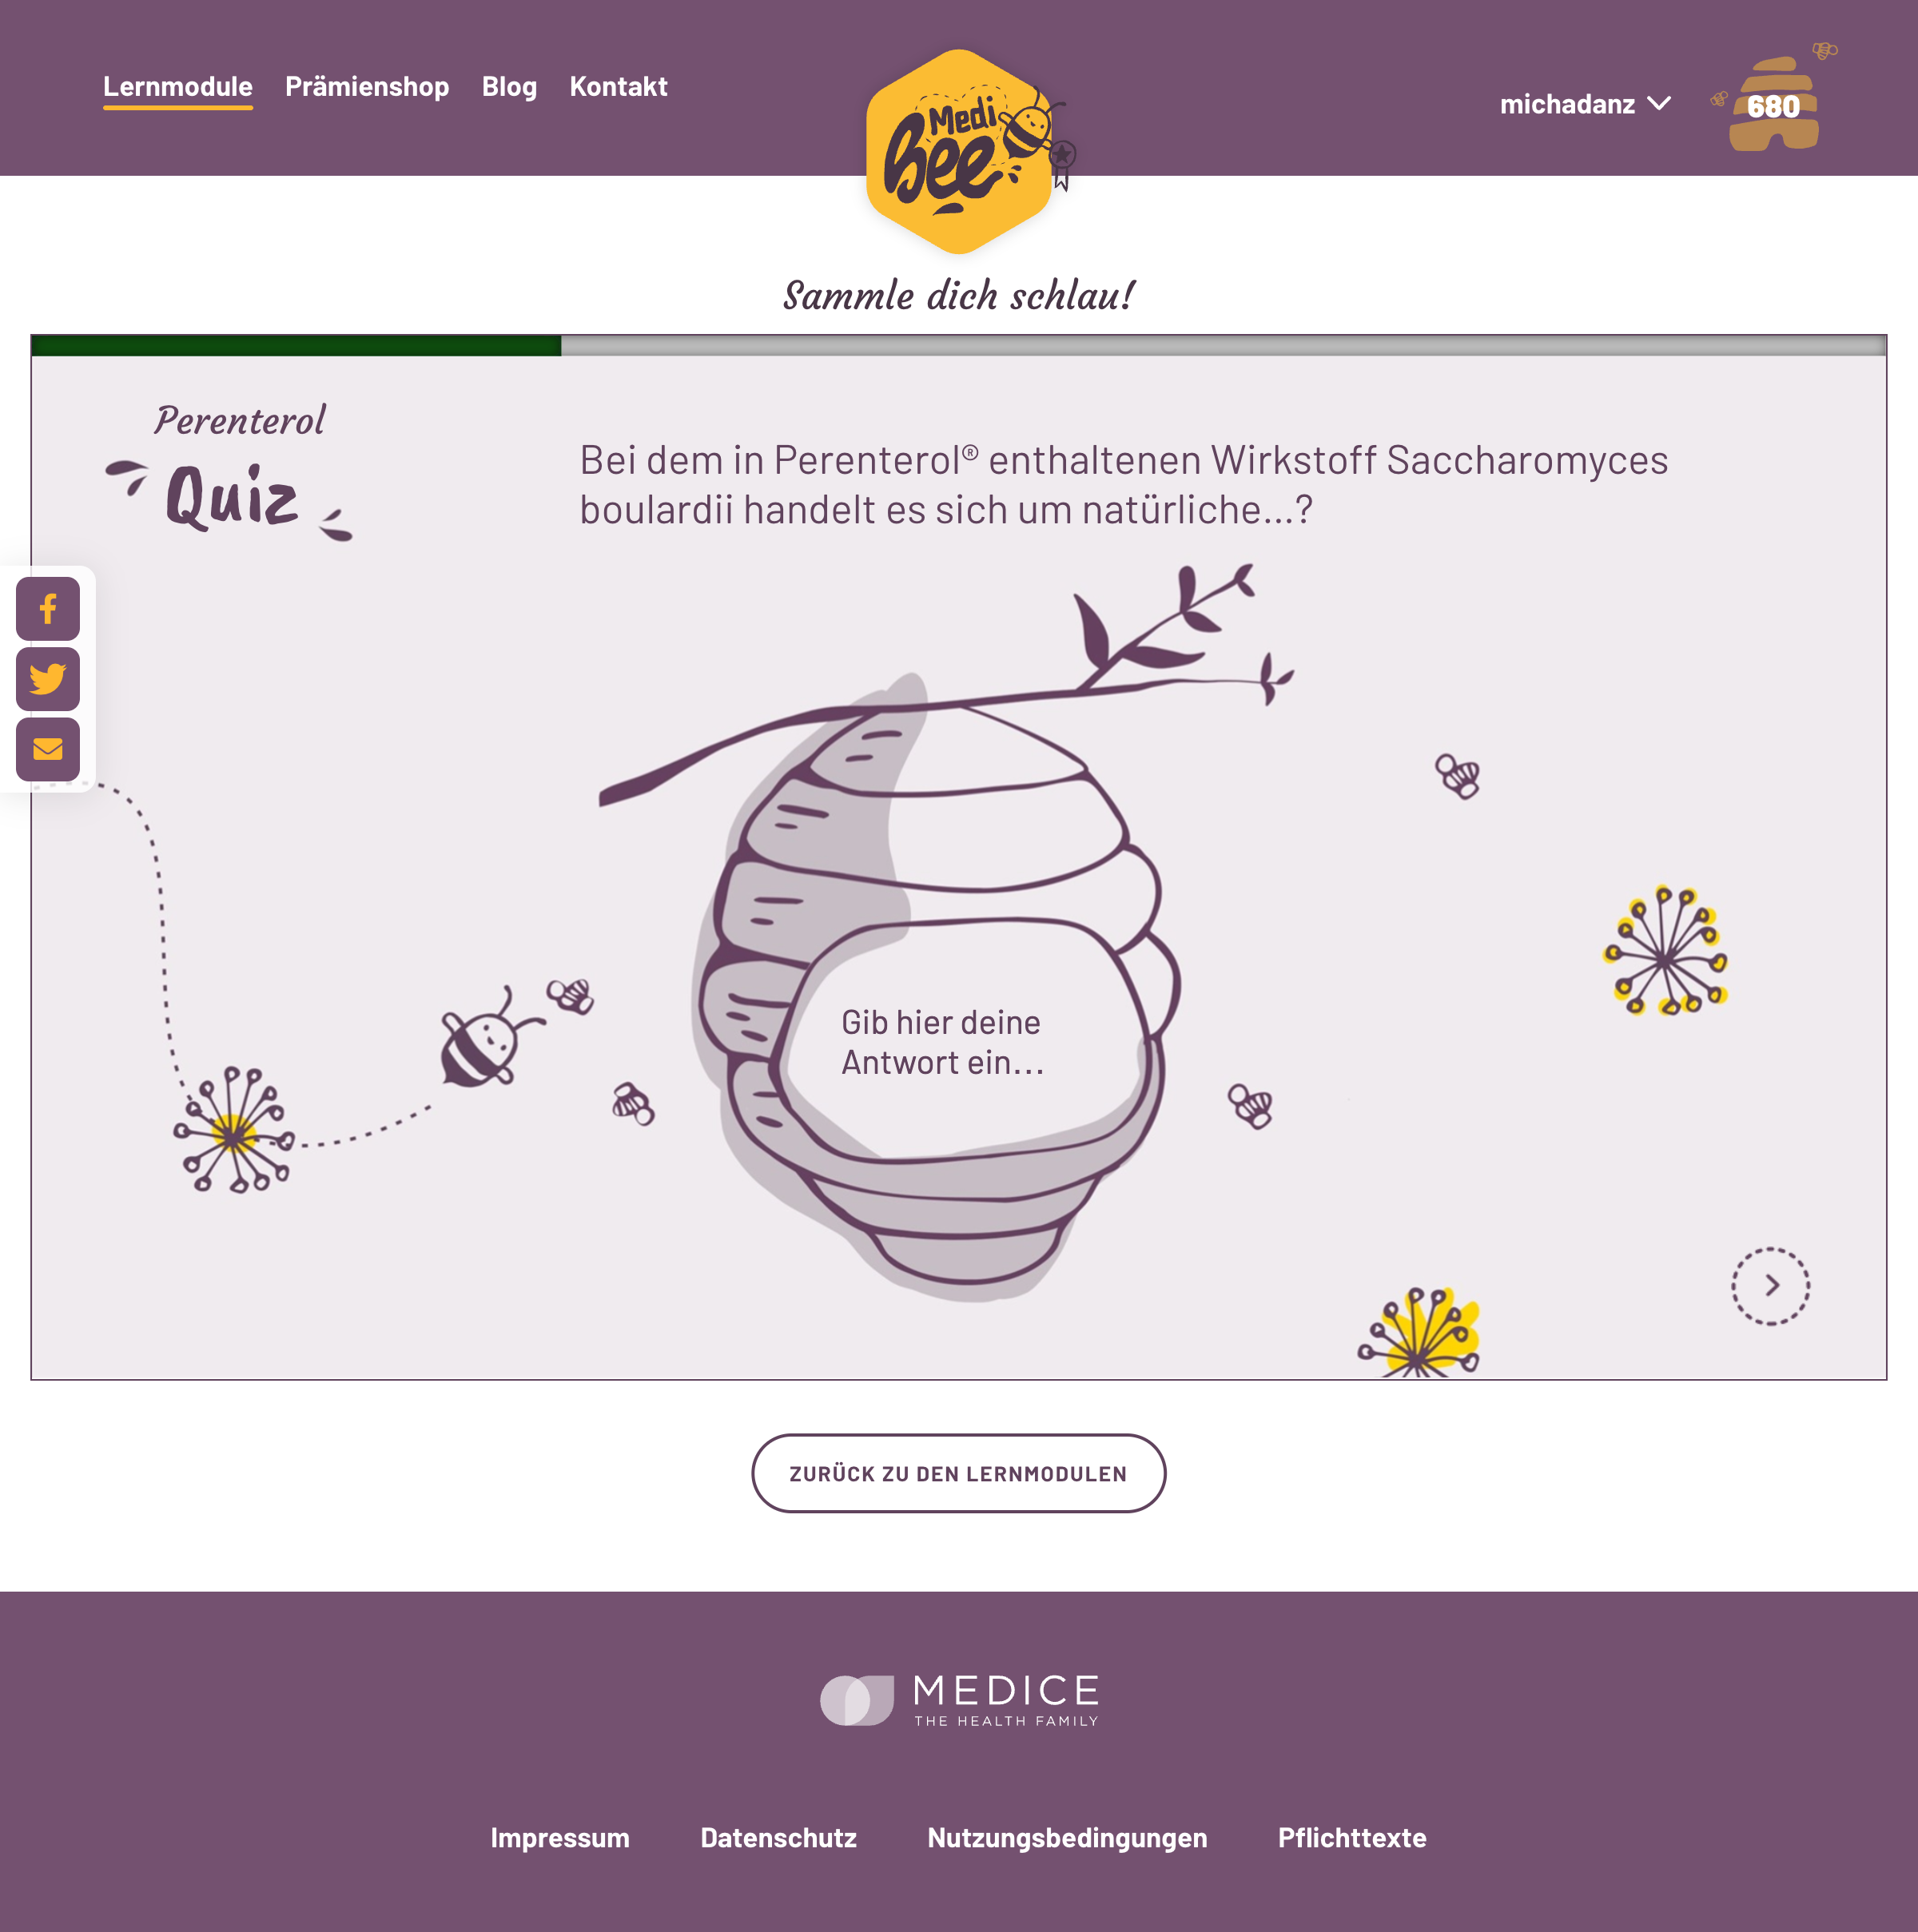 Lernmodule Prämienshop Blog Kontakt
Medi
bee
michadanz
680
Sammle dich schlau!
Perenterol
Quiz
Bei dem in Perenterol® enthaltenen Wirkstoff Saccharomyces
boulardii handelt es sich um natürliche...?
Gib hier deine
Antwort ein...
ZURÜCK ZU DEN LERNMODULEN
MEDICE
THE HEALTH FAMILY
Impressum Datenschutz Nutzungsbedingungen Pflichttexte